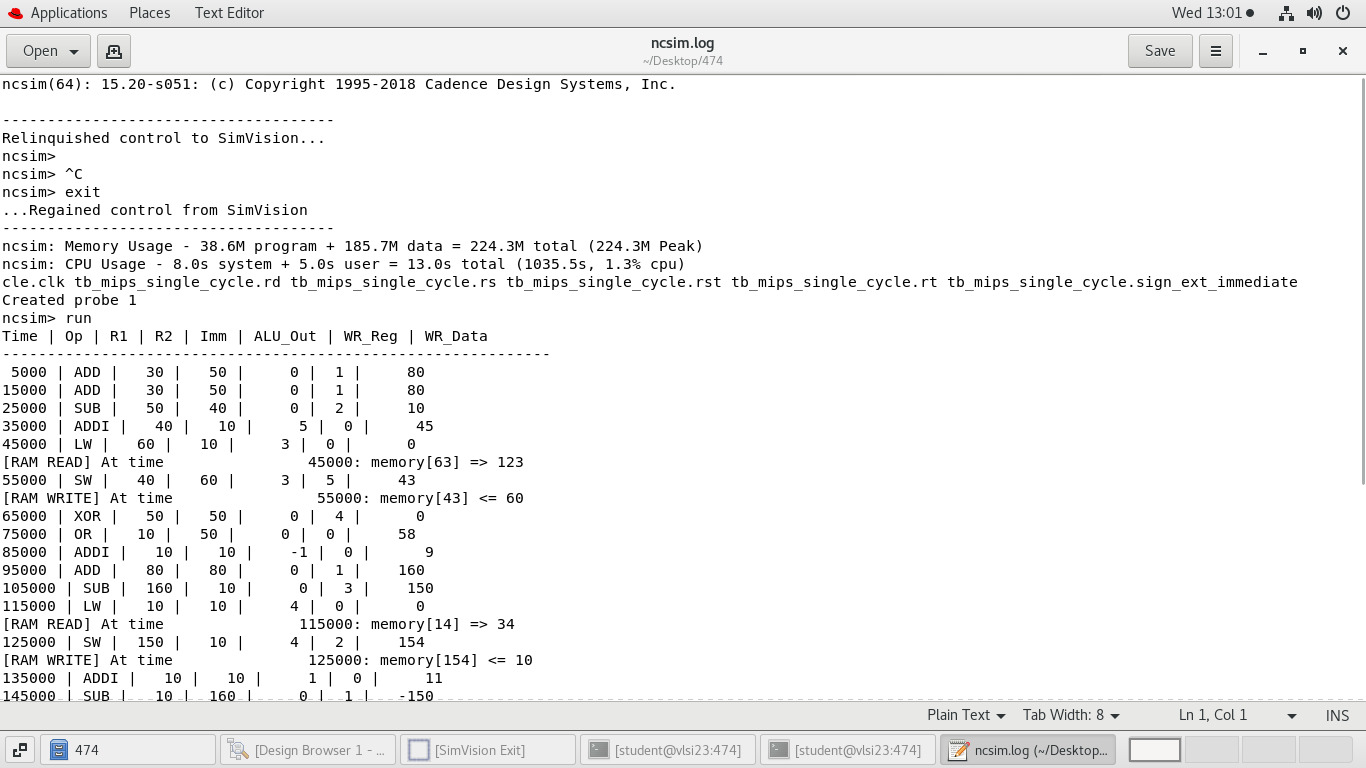 Applications Places Text Editor Wed 13:01
Open ncsim.log Save
~/Desktop/474
ncsim(64): 15.20-s051: (c) Copyright 1995-2018 Cadence Design Systems, Inc.
-------------------------------------
Relinquished control to SimVision...
ncsim>
ncsim> ^C
ncsim> exit
...Regained control from SimVision
-------------------------------------
ncsim: Memory Usage - 38.6M program + 185.7M data = 224.3M total (224.3M Peak)
ncsim: CPU Usage - 8.0s system + 5.0s user = 13.0s total (1035.5s, 1.3% cpu)
cle.clk tb_mips_single_cycle.rd tb_mips_single_cycle.rs tb_mips_single_cycle.rst tb_mips_single_cycle.rt tb_mips_single_cycle.sign_ext_immediate
Created probe 1
ncsim> run
Time | Op | R1 | R2 | Imm | ALU_Out | WR_Reg | WR_Data
-------------------------------------------------------------
 5000 | ADD |   30 |   50 |     0 |  1 |     80
15000 | ADD |   30 |   50 |     0 |  1 |     80
25000 | SUB |   50 |   40 |     0 |  2 |     10
35000 | ADDI |   40 |   10 |     5 |  0 |     45
45000 | LW |   60 |   10 |     3 |  0 |      0
[RAM READ] At time                45000: memory[63] => 123
55000 | SW |   40 |   60 |     3 |  5 |     43
[RAM WRITE] At time                55000: memory[43] <= 60
65000 | XOR |   50 |   50 |     0 |  4 |      0
75000 | OR |   10 |   50 |     0 |  0 |     58
85000 | ADDI |   10 |   10 |    -1 |  0 |      9
95000 | ADD |   80 |   80 |     0 |  1 |    160
105000 | SUB |  160 |   10 |     0 |  3 |    150
115000 | LW |   10 |   10 |     4 |  0 |      0
[RAM READ] At time               115000: memory[14] => 34
125000 | SW |  150 |   10 |     4 |  2 |    154
[RAM WRITE] At time               125000: memory[154] <= 10
135000 | ADDI |   10 |   10 |     1 |  0 |     11
145000 | SUB |   10 |  160 |     0 |  1 |   -150
Plain Text Tab Width: 8 Ln 1, Col 1 INS
474 [Design Browser 1 - ... [SimVision Exit] [student@vlsi23:474] [student@vlsi23:474] ncsim.log (~/Desktop...